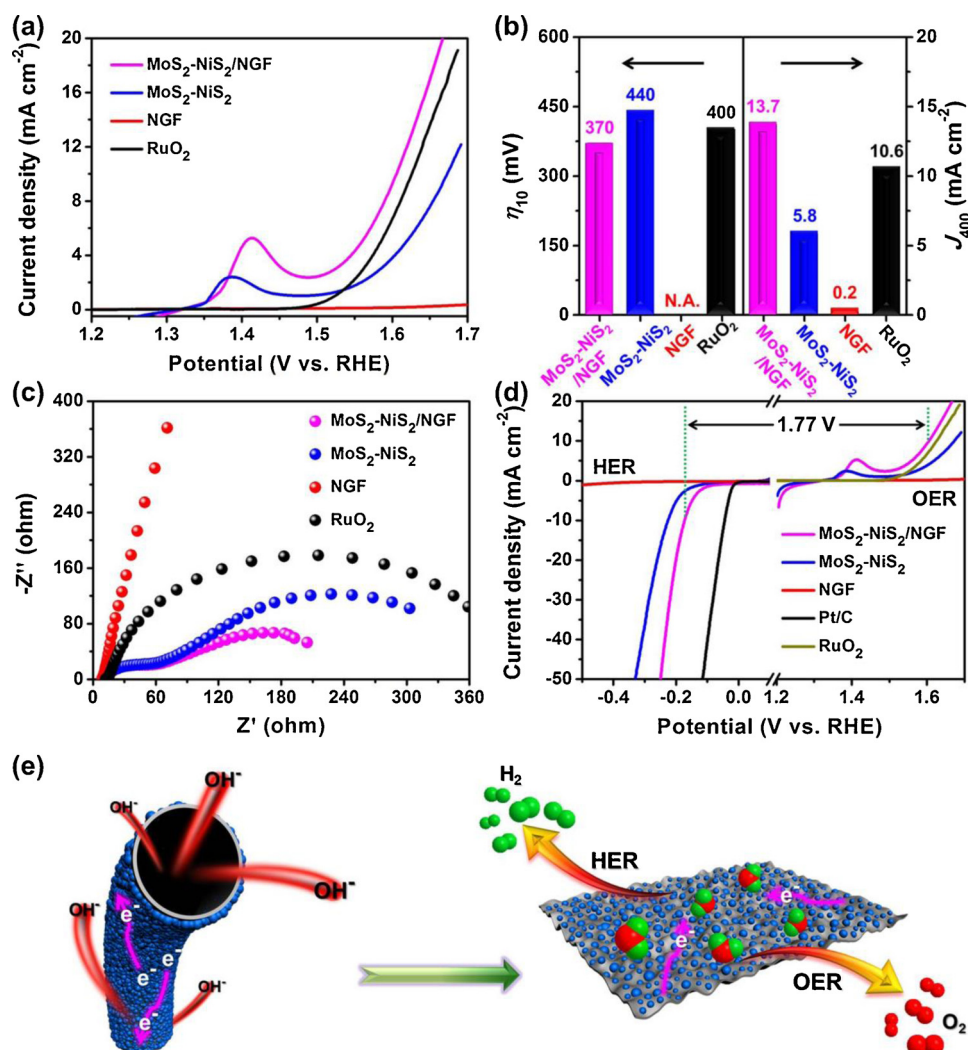 (a)
Current density (mA cm⁻²)
20
16
12
8
4
0
MoS₂-NiS₂/NGF
MoS₂-NiS₂
NGF
RuO₂
1.2 1.3 1.4 1.5 1.6 1.7
Potential (V vs. RHE)
(b)
η₁₀ (mV)
600
450
300
150
0
370
440
N.A.
400
13.7
5.8
0.2
10.6
20
15
10
5
0
J₄₀₀ (mA cm⁻²)
MoS₂-NiS₂
/NGF
MoS₂-NiS₂
NGF
RuO₂
MoS₂-NiS₂
/NGF
MoS₂-NiS₂
NGF
RuO₂
(c)
-Z'' (ohm)
400
360
240
160
80
0
MoS₂-NiS₂/NGF
MoS₂-NiS₂
NGF
RuO₂
0 60 120 180 240 300 360
Z' (ohm)
(d)
Current density (mA cm⁻²)
20
10
0
-10
-20
-30
-40
-50
1.77 V
HER
OER
MoS₂-NiS₂/NGF
MoS₂-NiS₂
NGF
Pt/C
RuO₂
-0.4 -0.2 0.0 1.2 1.4 1.6
Potential (V vs. RHE)
(e)
OH⁻
OH⁻
OH⁻
OH⁻
OH⁻
e⁻
e⁻
e⁻
e⁻
H₂
HER
e⁻
e⁻
OER
O₂